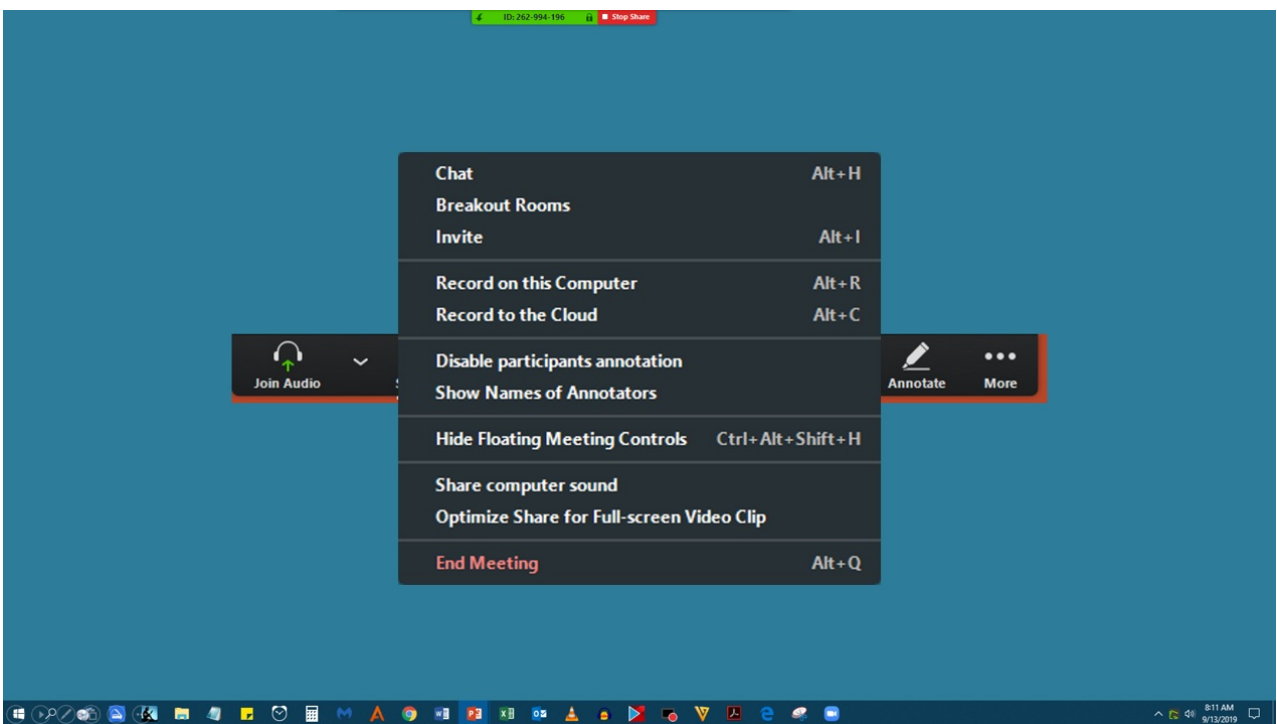 ID: 262-994-196 Stop Share
Chat Alt+H
Breakout Rooms
Invite Alt+I
Record on this Computer Alt+R
Record to the Cloud Alt+C
Disable participants annotation
Show Names of Annotators
Join Audio
Annotate More
Hide Floating Meeting Controls Ctrl+Alt+Shift+H
Share computer sound
Optimize Share for Full-screen Video Clip
End Meeting Alt+Q
8:11 AM
9/13/2019